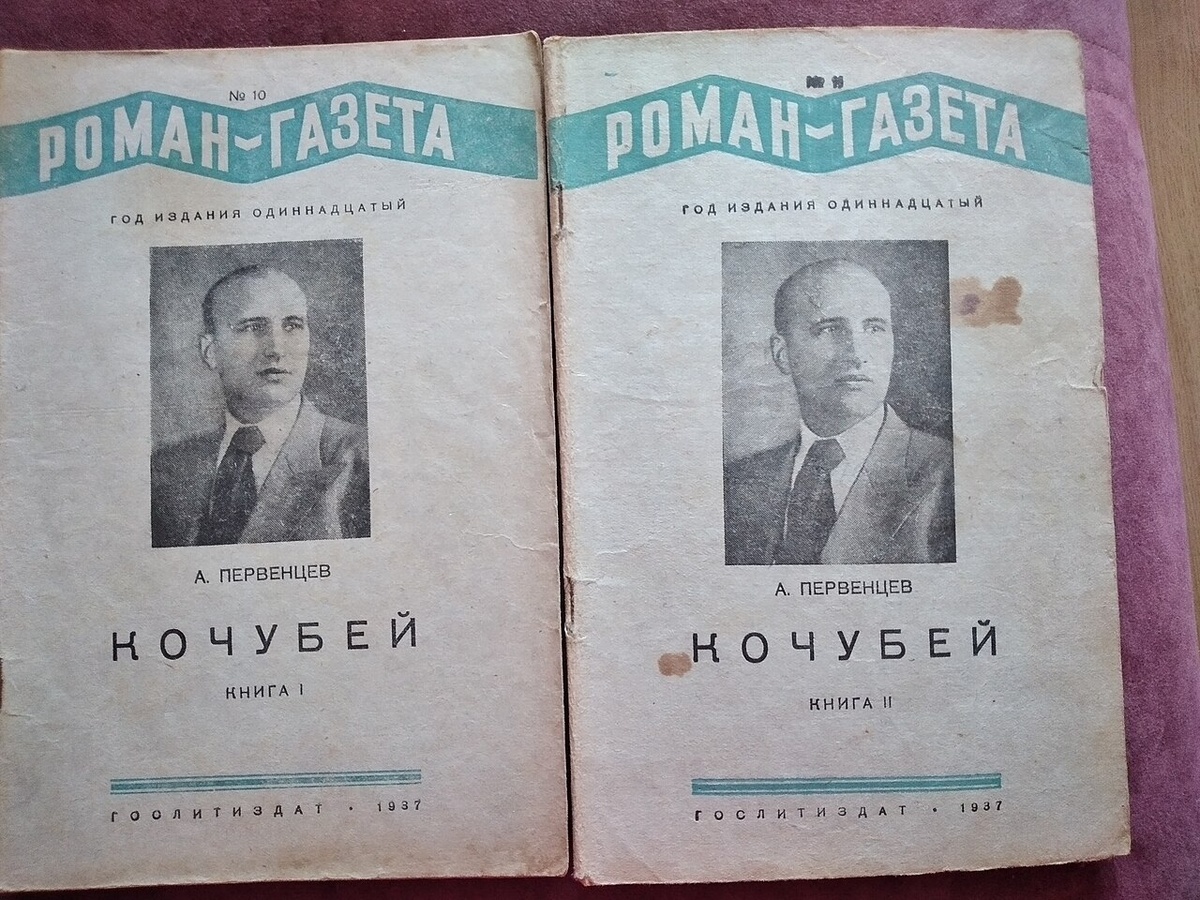 № 10
РОМАН-ГАЗЕТА
ГОД ИЗДАНИЯ ОДИННАДЦАТЫЙ
А. ПЕРВЕНЦЕВ
КОЧУБЕЙ
КНИГА I
ГОСЛИТИЗДАТ • 1937
РОМАН-ГАЗЕТА
ГОД ИЗДАНИЯ ОДИННАДЦАТЫЙ
А. ПЕРВЕНЦЕВ
КОЧУБЕЙ
КНИГА II
ГОСЛИТИЗДАТ • 1937